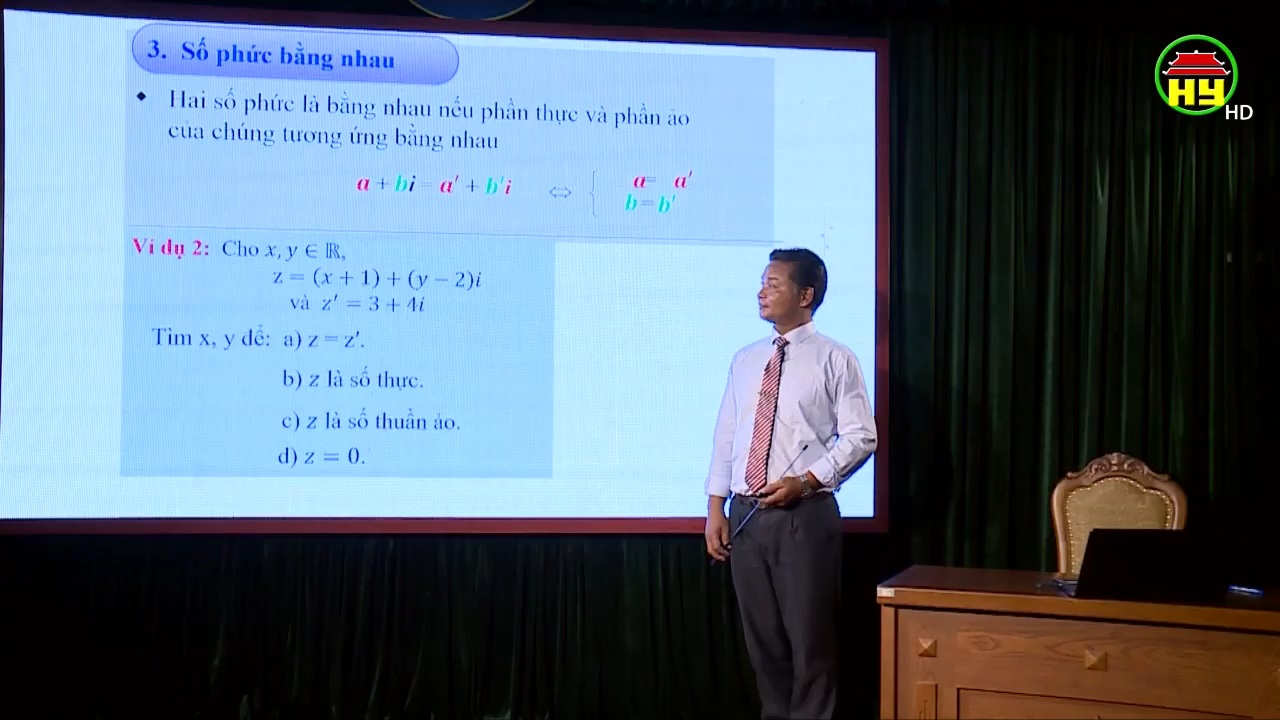 3. Số phức bằng nhau
◆ Hai số phức là bằng nhau nếu phần thực và phần ảo
của chúng tương ứng bằng nhau
a + bi = a′ + b′i ⇔ { a = a′
b = b′
Ví dụ 2: Cho x, y ∈ ℝ,
z = (x + 1) + (y − 2)i
và z′ = 3 + 4i
Tìm x, y để: a) z = z′.
b) z là số thực.
c) z là số thuần ảo.
d) z = 0.
HY
HD